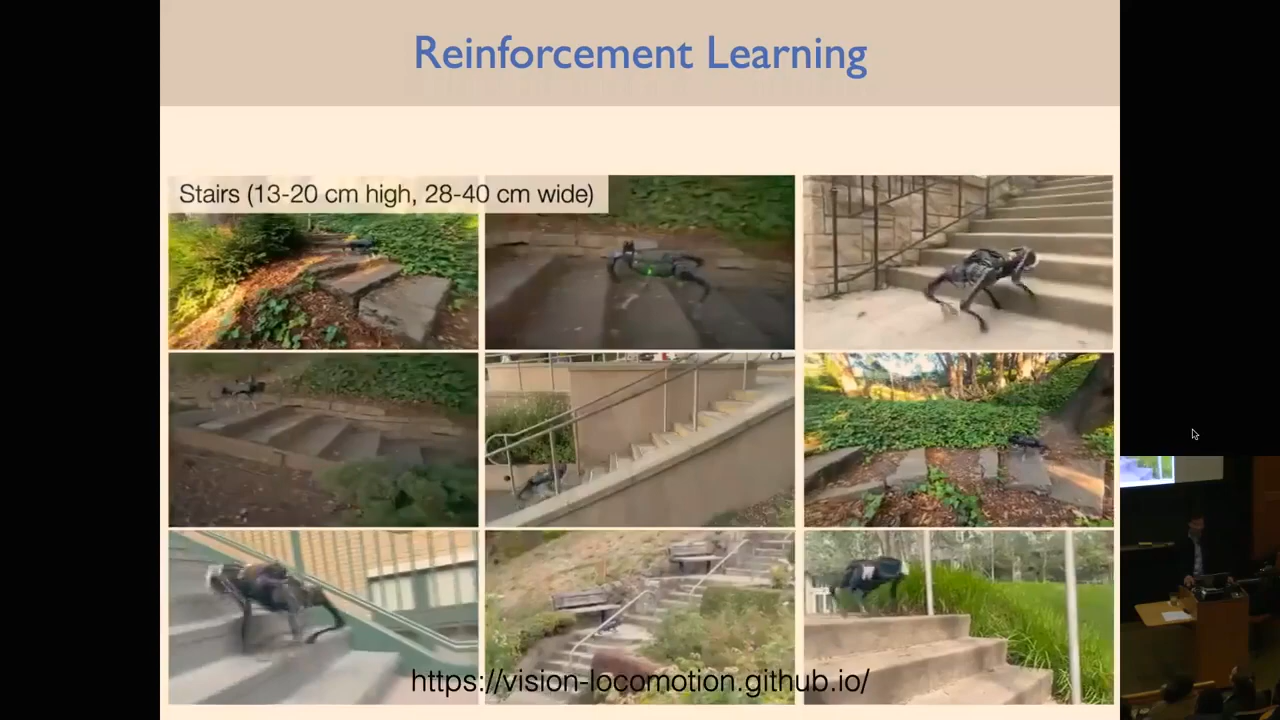 Reinforcement Learning
Stairs (13-20 cm high, 28-40 cm wide)
https://vision-locomotion.github.io/